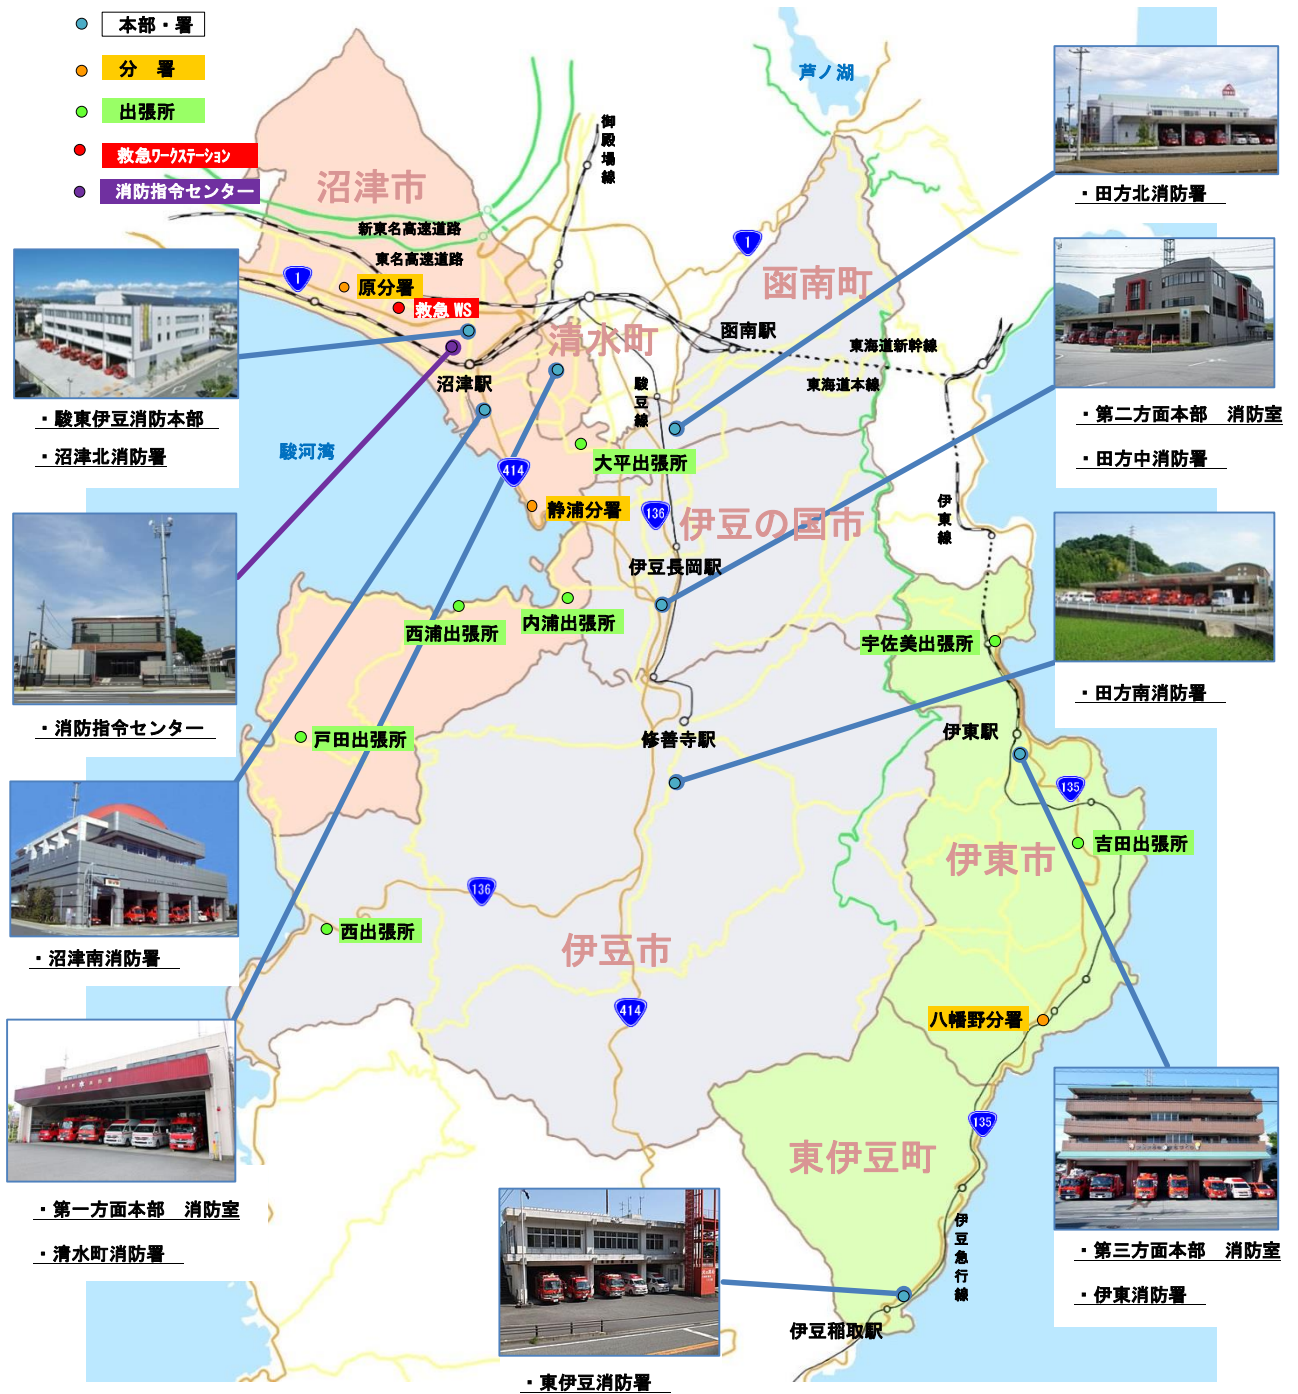 本部・署
分 署
出張所
救急ワークステーション
消防指令センター
芦ノ湖
御殿場線
沼津市
新東名高速道路
東名高速道路
1
1
函南町
原分署
救急 WS
清水町
函南駅
東海道新幹線
東海道本線
沼津駅
駿豆線
駿河湾
414
大平出張所
静浦分署
136
伊豆の国市
伊東線
伊豆長岡駅
西浦出張所
内浦出張所
宇佐美出張所
戸田出張所
修善寺駅
伊東駅
135
吉田出張所
伊東市
136
西出張所
伊豆市
414
八幡野分署
135
東伊豆町
伊豆急行線
伊豆稲取駅
・駿東伊豆消防本部
・沼津北消防署
・消防指令センター
・沼津南消防署
・第一方面本部 消防室
・清水町消防署
・東伊豆消防署
・田方北消防署
・第二方面本部 消防室
・田方中消防署
・田方南消防署
・第三方面本部 消防室
・伊東消防署